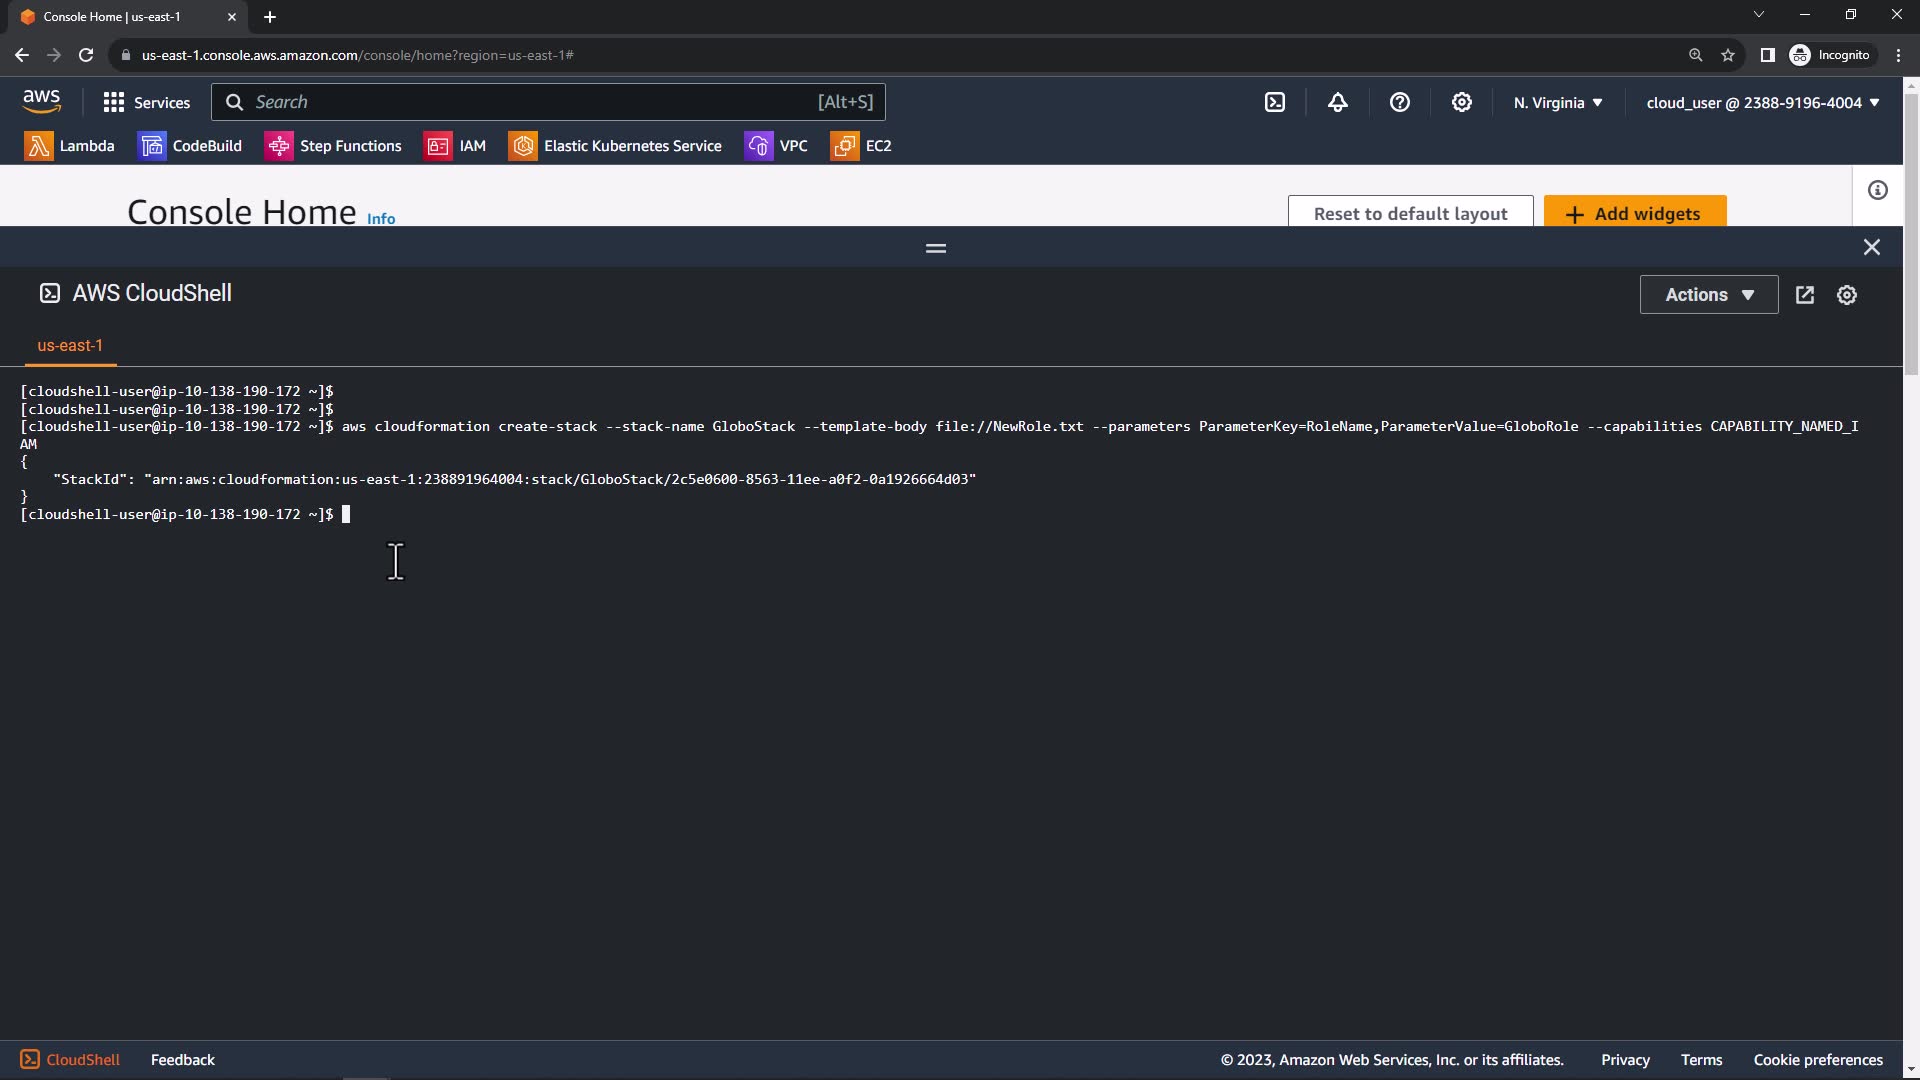 Console Home | us-east-1
us-east-1.console.aws.amazon.com/console/home?region=us-east-1#
Incognito
aws
Services
Search
[Alt+S]
N. Virginia
cloud_user @ 2388-9196-4004
Lambda
CodeBuild
Step Functions
IAM
Elastic Kubernetes Service
VPC
EC2
Console Home Info
Reset to default layout
+ Add widgets
AWS CloudShell
Actions
us-east-1
[cloudshell-user@ip-10-138-190-172 ~]$
[cloudshell-user@ip-10-138-190-172 ~]$
[cloudshell-user@ip-10-138-190-172 ~]$ aws cloudformation create-stack --stack-name GloboStack --template-body file://NewRole.txt --parameters ParameterKey=RoleName,ParameterValue=GloboRole --capabilities CAPABILITY_NAMED_I
AM
{
    "StackId": "arn:aws:cloudformation:us-east-1:238891964004:stack/GloboStack/2c5e0600-8563-11ee-a0f2-0a1926664d03"
}
[cloudshell-user@ip-10-138-190-172 ~]$
CloudShell
Feedback
© 2023, Amazon Web Services, Inc. or its affiliates.
Privacy
Terms
Cookie preferences